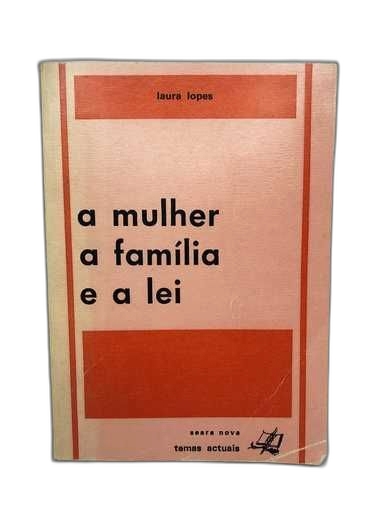 laura lopes
a mulher
a família
e a lei
seara nova
temas actuais